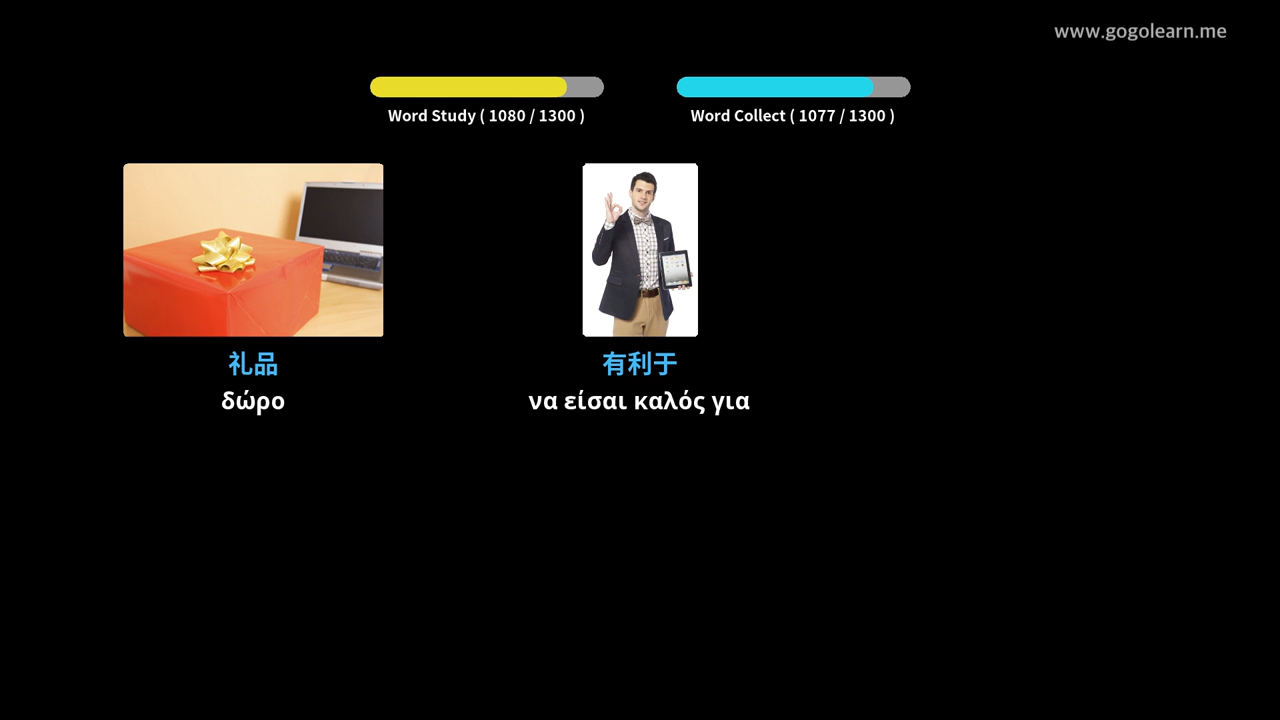 www.gogolearn.me
Word Study ( 1080 / 1300 )
Word Collect ( 1077 / 1300 )
礼品
δώρο
有利于
να είσαι καλός για